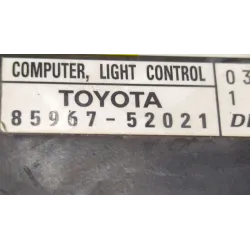 COMPUTER, LIGHT CONTROL
03
TOYOTA
1
85967-52021